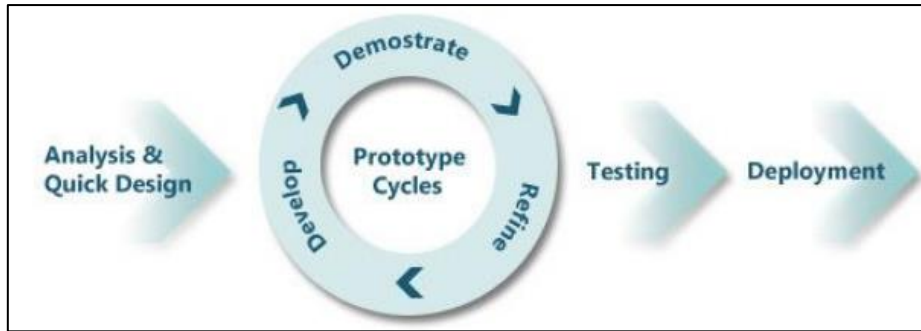 Analysis &
Quick Design
Demostrate
Refine
Develop
Prototype
Cycles
Testing
Deployment